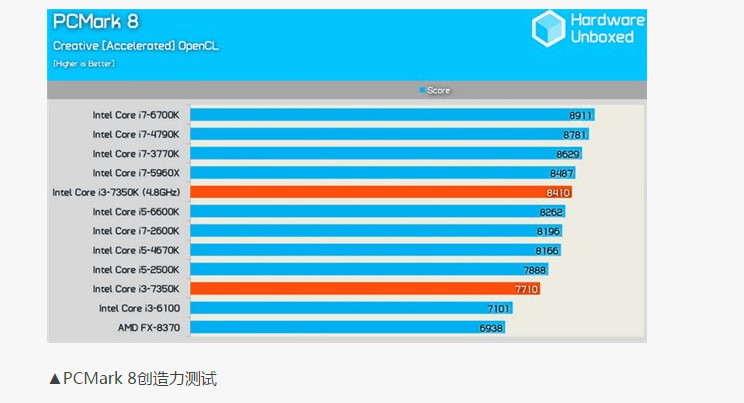 PCMark 8
Hardware
Unboxed
Creative [Accelerated] OpenCL
[Higher is Better]
Score
Intel Core i7-6700K 8911
Intel Core i7-4790K 8781
Intel Core i7-3770K 8629
Intel Core i7-5960X 8487
Intel Core i3-7350K (4.8GHz) 8410
Intel Core i5-6600K 8262
Intel Core i7-2600K 8196
Intel Core i5-4670K 8166
Intel Core i5-2500K 7888
Intel Core i3-7350K 7710
Intel Core i3-6100 7101
AMD FX-8370 6938
▲PCMark 8创造力测试